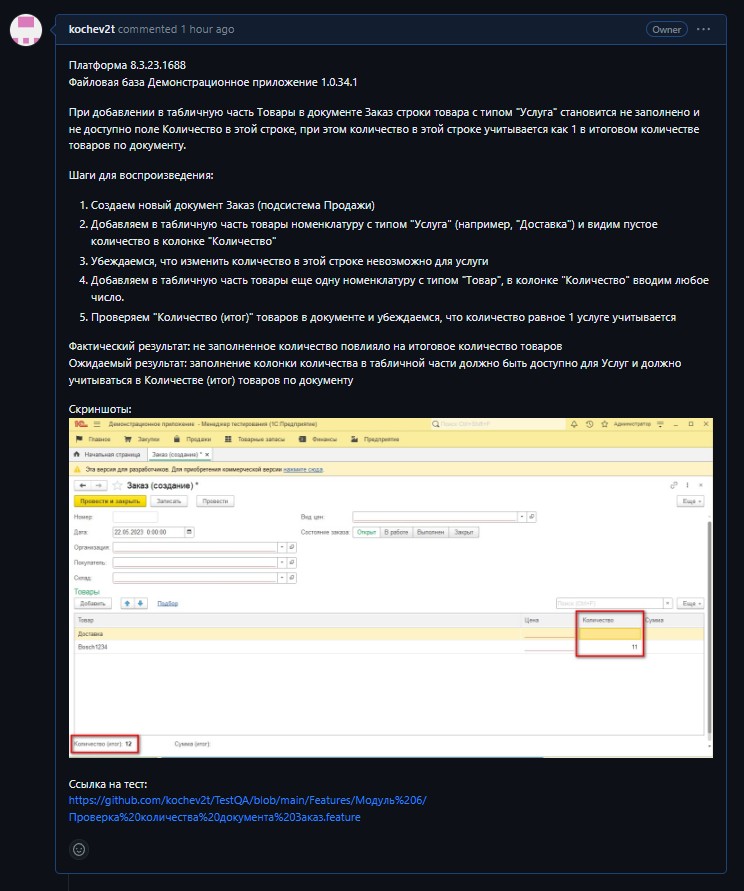 kochev2t commented 1 hour ago
Owner
Платформа 8.3.23.1688
Файловая база Демонстрационное приложение 1.0.34.1
При добавлении в табличную часть Товары в документе Заказ строки товара с типом "Услуга" становится не заполнено и
не доступно поле Количество в этой строке, при этом количество в этой строке учитывается как 1 в итоговом количестве
товаров по документу.
Шаги для воспроизведения:
1. Создаем новый документ Заказ (подсистема Продажи)
2. Добавляем в табличную часть товары номенклатуру с типом "Услуга" (например, "Доставка") и видим пустое
количество в колонке "Количество"
3. Убеждаемся, что изменить количество в этой строке невозможно для услуги
4. Добавляем в табличную часть товары еще одну номенклатуру с типом "Товар", в колонке "Количество" вводим любое
число.
5. Проверяем "Количество (итог)" товаров в документе и убеждаемся, что количество равное 1 услуге учитывается
Фактический результат: не заполненное количество повлияло на итоговое количество товаров
Ожидаемый результат: заполнение колонки количества в табличной части должно быть доступно для Услуг и должно
учитываться в Количестве (итог) товаров по документу
Скриншоты:
Демонстрационное приложение - Менеджер тестирования (1С:Предприятие)
Поиск (Ctrl+Shift+F)
Администратор
Главное Закупки Продажи Товарные запасы Финансы Предприятие
Начальная страница Заказ (создание) * ×
Эта версия для разработчиков. Для приобретения коммерческой версии нажмите сюда.
Заказ (создание) *
Провести и закрыть Записать Провести Еще
Номер: Вид цен:
Дата: 22.05.2023 0:00:00 Состояние заказа: Открыт В работе Выполнен Закрыт
Организация:
Покупатель:
Склад:
Товары
Добавить Подбор Поиск (Ctrl+F) Еще
Товар Цена Количество Сумма
Доставка
Bosch1234 11
Количество (итог): 12 Сумма (итог):
Ссылка на тест:
https://github.com/kochev2t/TestQA/blob/main/Features/Модуль%206/
Проверка%20количества%20документа%20Заказ.feature